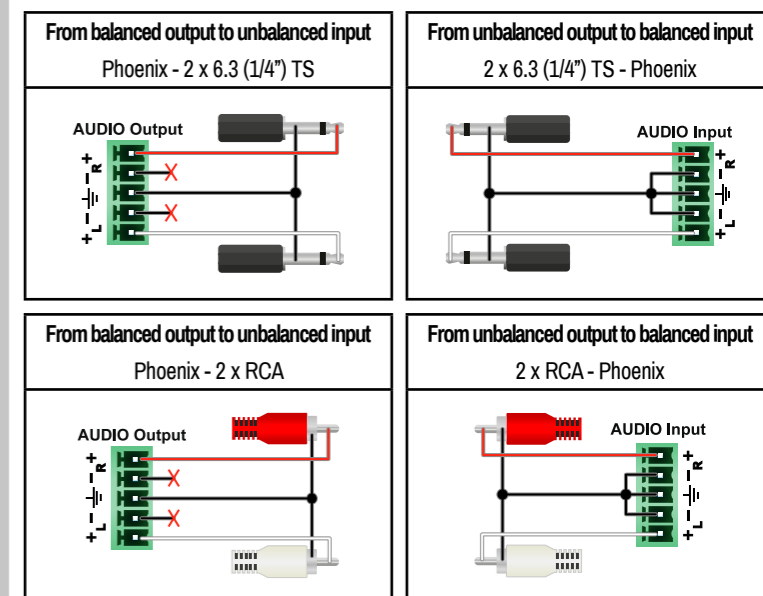 From balanced output to unbalanced input
Phoenix - 2 x 6.3 (1/4”) TS
AUDIO Output
+
-
R
-
L
+
From unbalanced output to balanced input
2 x 6.3 (1/4”) TS - Phoenix
AUDIO Input
+
-
R
-
L
+
From balanced output to unbalanced input
Phoenix - 2 x RCA
AUDIO Output
+
-
R
-
L
+
From unbalanced output to balanced input
2 x RCA - Phoenix
AUDIO Input
+
-
R
-
L
+